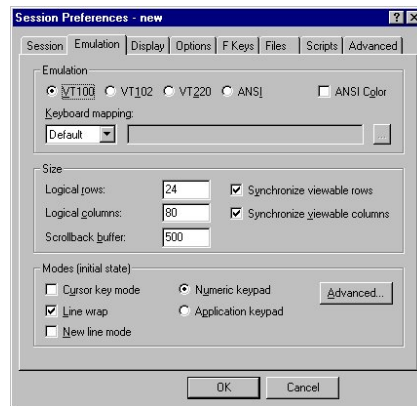 Session Preferences - new
Session Emulation Display Options F Keys Files Scripts Advanced
Emulation
VT100 VT102 VT220 ANSI ANSI Color
Keyboard mapping:
Default ...
Size
Logical rows: 24 Synchronize viewable rows
Logical columns: 80 Synchronize viewable columns
Scrollback buffer: 500
Modes (initial state)
Cursor key mode Numeric keypad Advanced...
Line wrap Application keypad
New line mode
OK Cancel